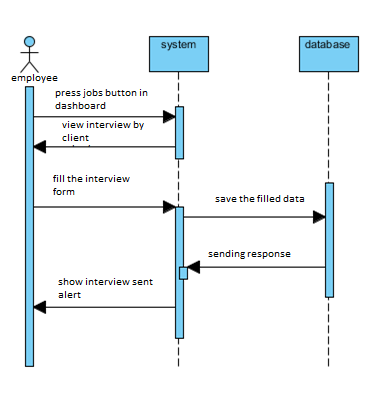 system
database
employee
press jobs button in
dashboard
view interview by
client
fill the interview
form
save the filled data
sending response
show interview sent
alert